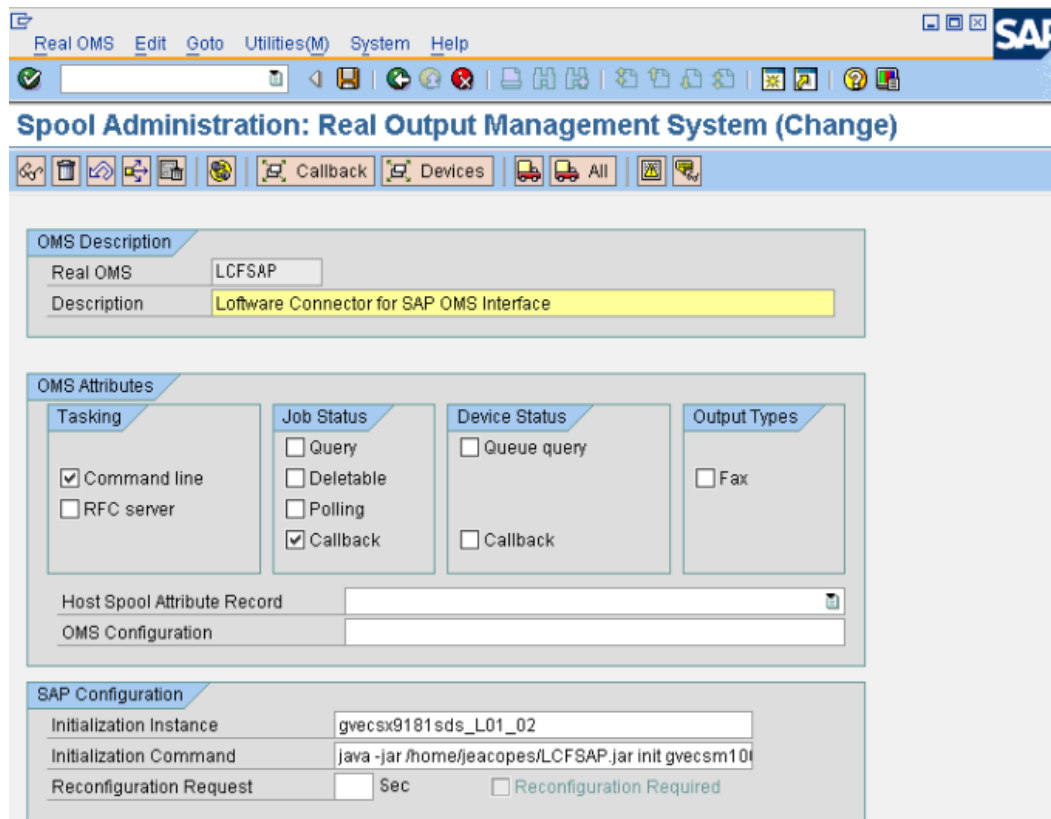 Real OMS Edit Goto Utilities(M) System Help
SAP
Spool Administration: Real Output Management System (Change)
Callback Devices All
OMS Description
Real OMS LCFSAP
Description Loftware Connector for SAP OMS Interface
OMS Attributes
Tasking Job Status Device Status Output Types
Query Queue query
Command line Deletable Fax
RFC server Polling
Callback Callback
Host Spool Attribute Record
OMS Configuration
SAP Configuration
Initialization Instance gvecsx9181sds_L01_02
Initialization Command java -jar /home/jeacopes/LCFSAP.jar init
Reconfiguration Request Sec Reconfiguration Required